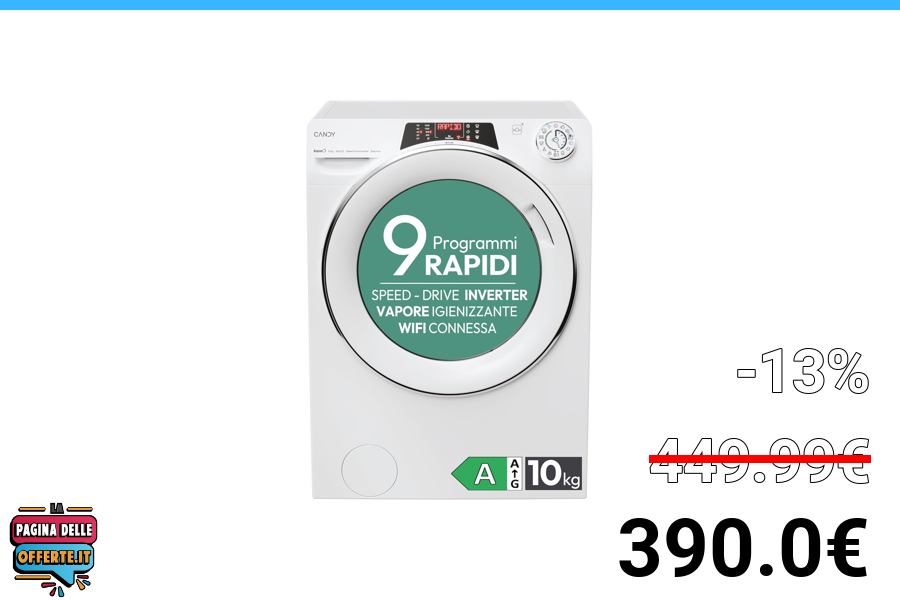 CANDY
RAPID
9 Programmi
RAPIDI
SPEED - DRIVE INVERTER
VAPORE IGIENIZZANTE
WIFI CONNESSA
-13%
449.99€
390.0€
A
A
G
10kg
LA
PAGINA DELLE
OFFERTE.IT